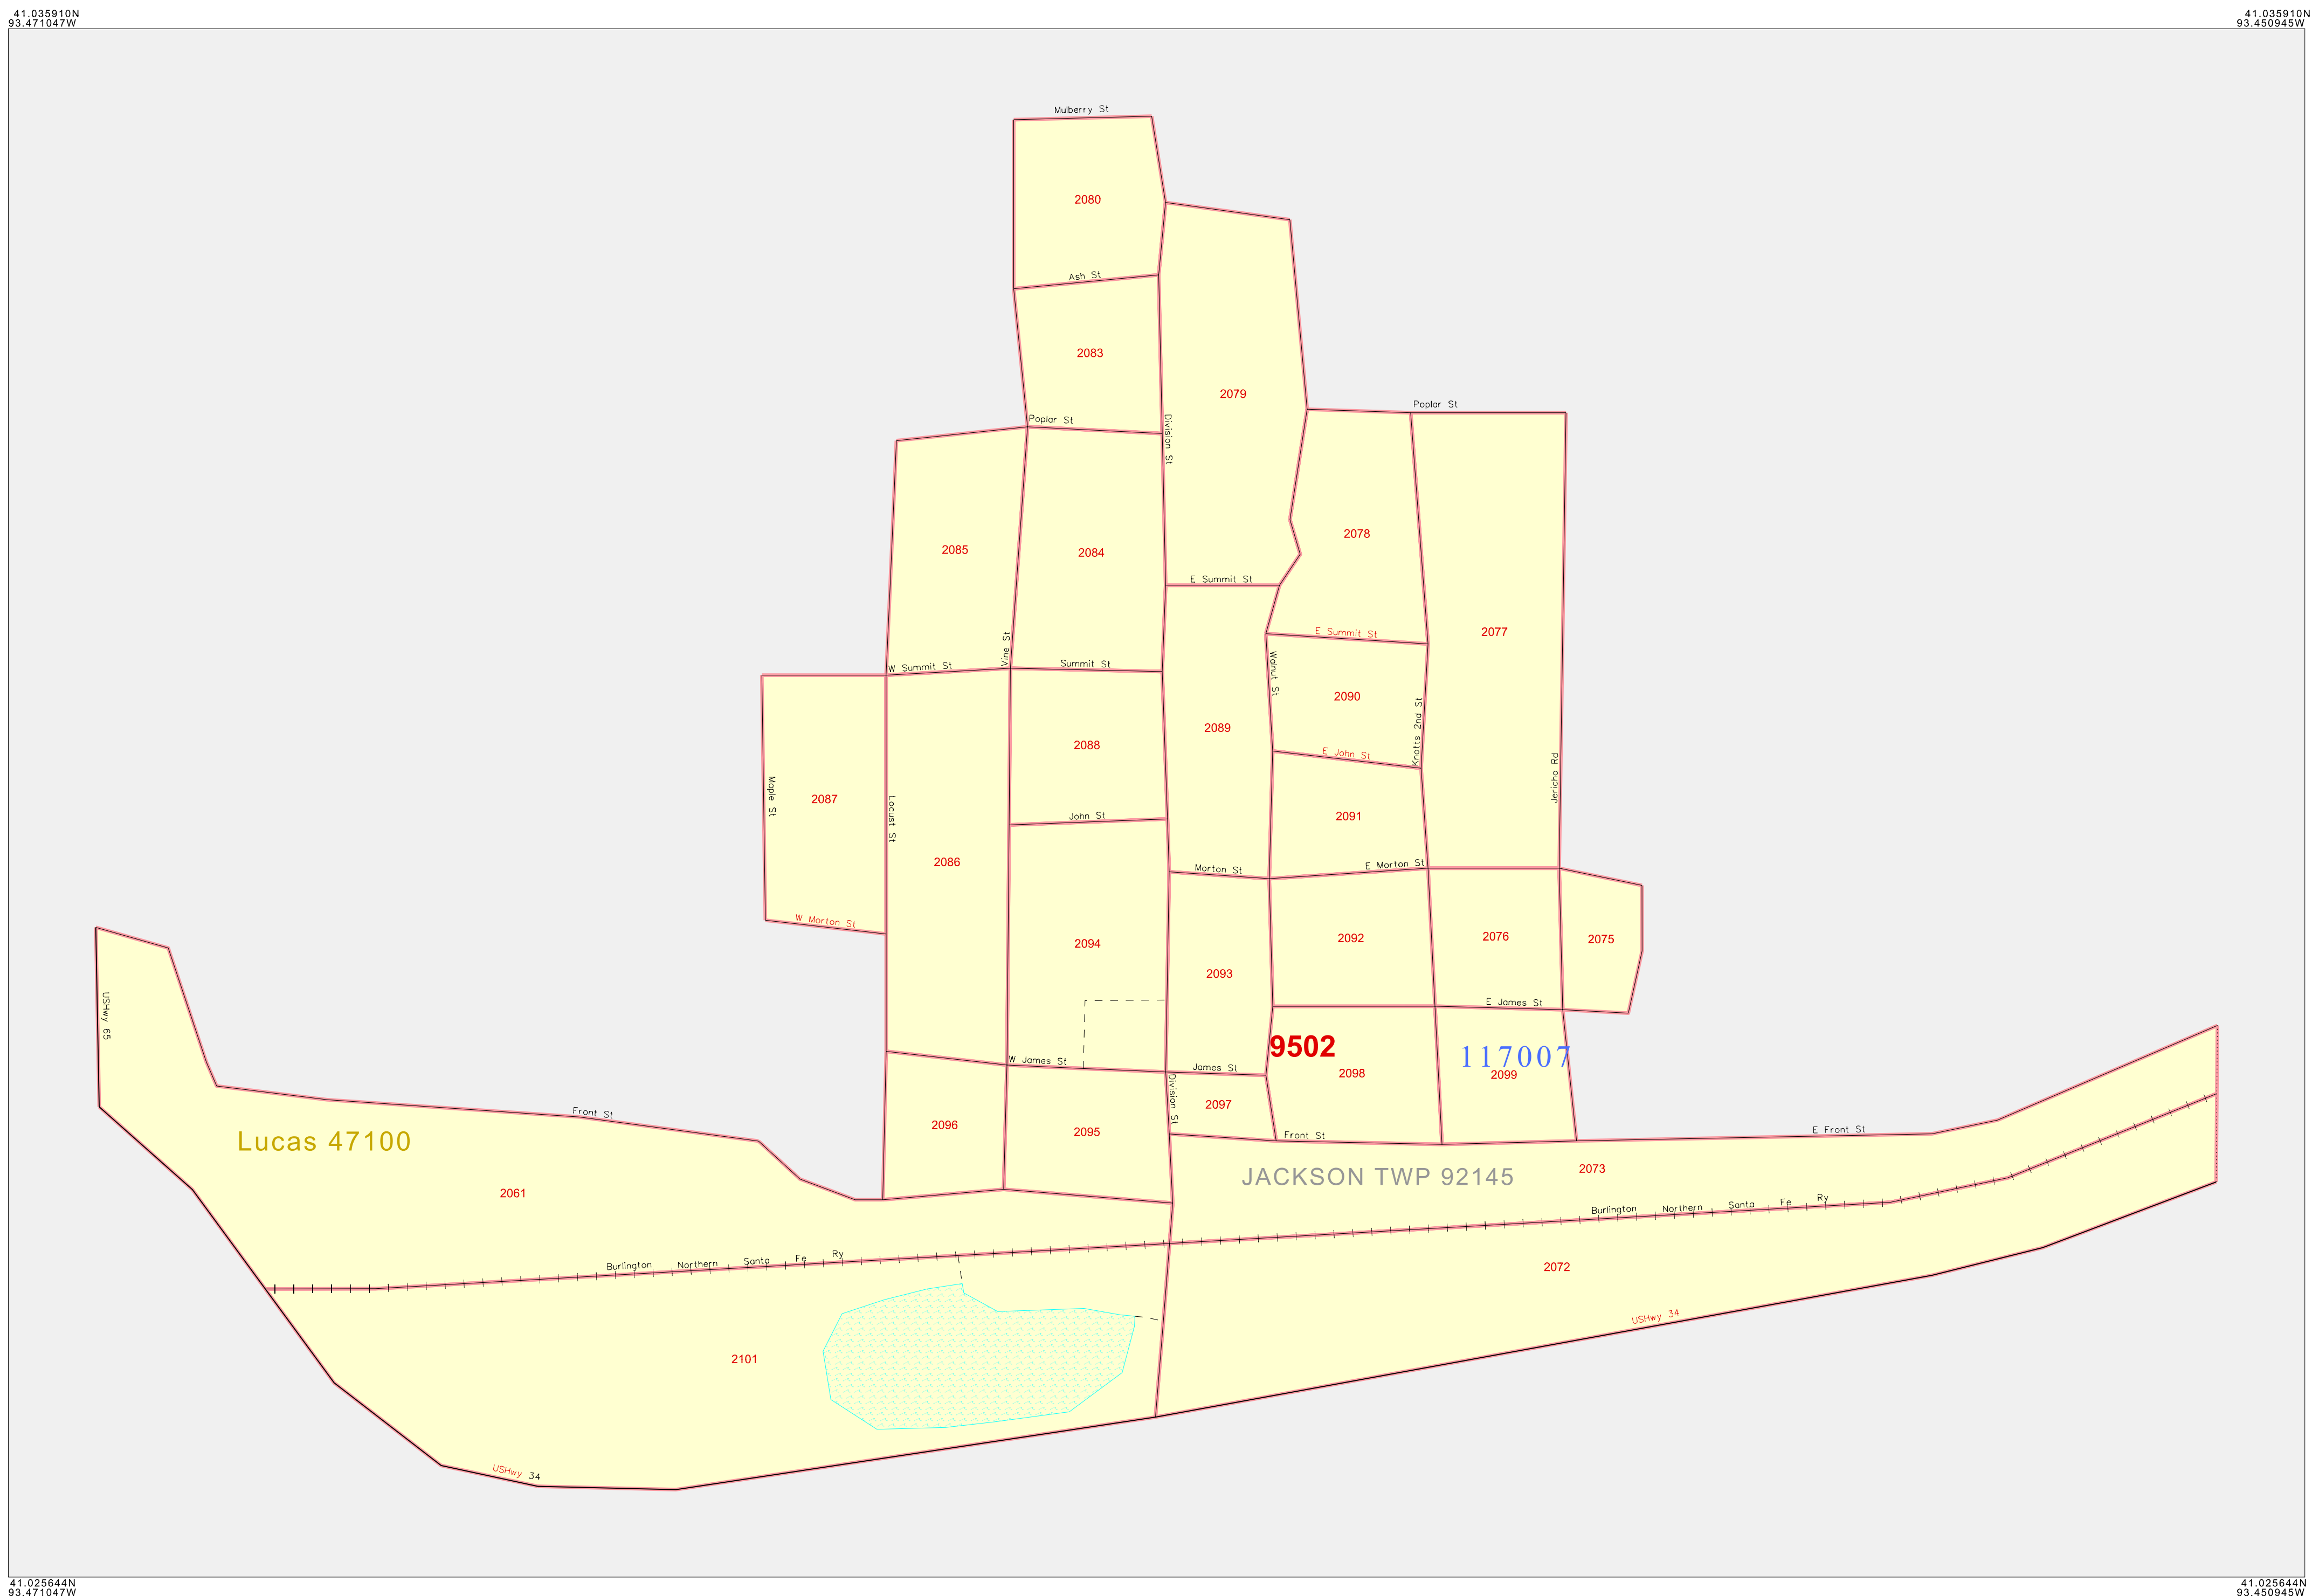 41.035910N
93.471047W
41.035910N
93.450945W
Mulberry St
2080
Ash St
2083
2079
Poplar St
Poplar St
Division St
2078
2085
2084
E Summit St
2077
E Summit St
Vine St
W Summit St
Summit St
Walnut St
2090
Knotts 2nd St
2089
2088
E John St
Jericho Rd
Maple St
2087
Locust St
John St
2091
2086
Morton St
E Morton St
W Morton St
2094
2092
2076
2075
2093
USHwy 65
E James St
9502
117007
W James St
James St
2098
2099
Division St
2097
Front St
2096
2095
Front St
E Front St
Lucas 47100
JACKSON TWP 92145
2073
2061
Burlington Northern Santa Fe Ry
Burlington Northern Santa Fe Ry
2072
USHwy 34
2101
USHwy 34
41.025644N
93.471047W
41.025644N
93.450945W